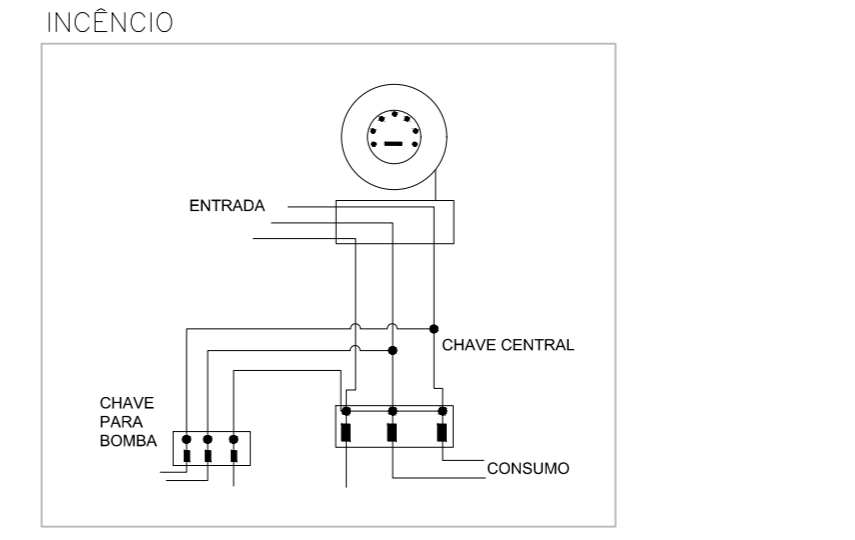 INCÊNCIO
ENTRADA
CHAVE CENTRAL
CHAVE
PARA
BOMBA
CONSUMO